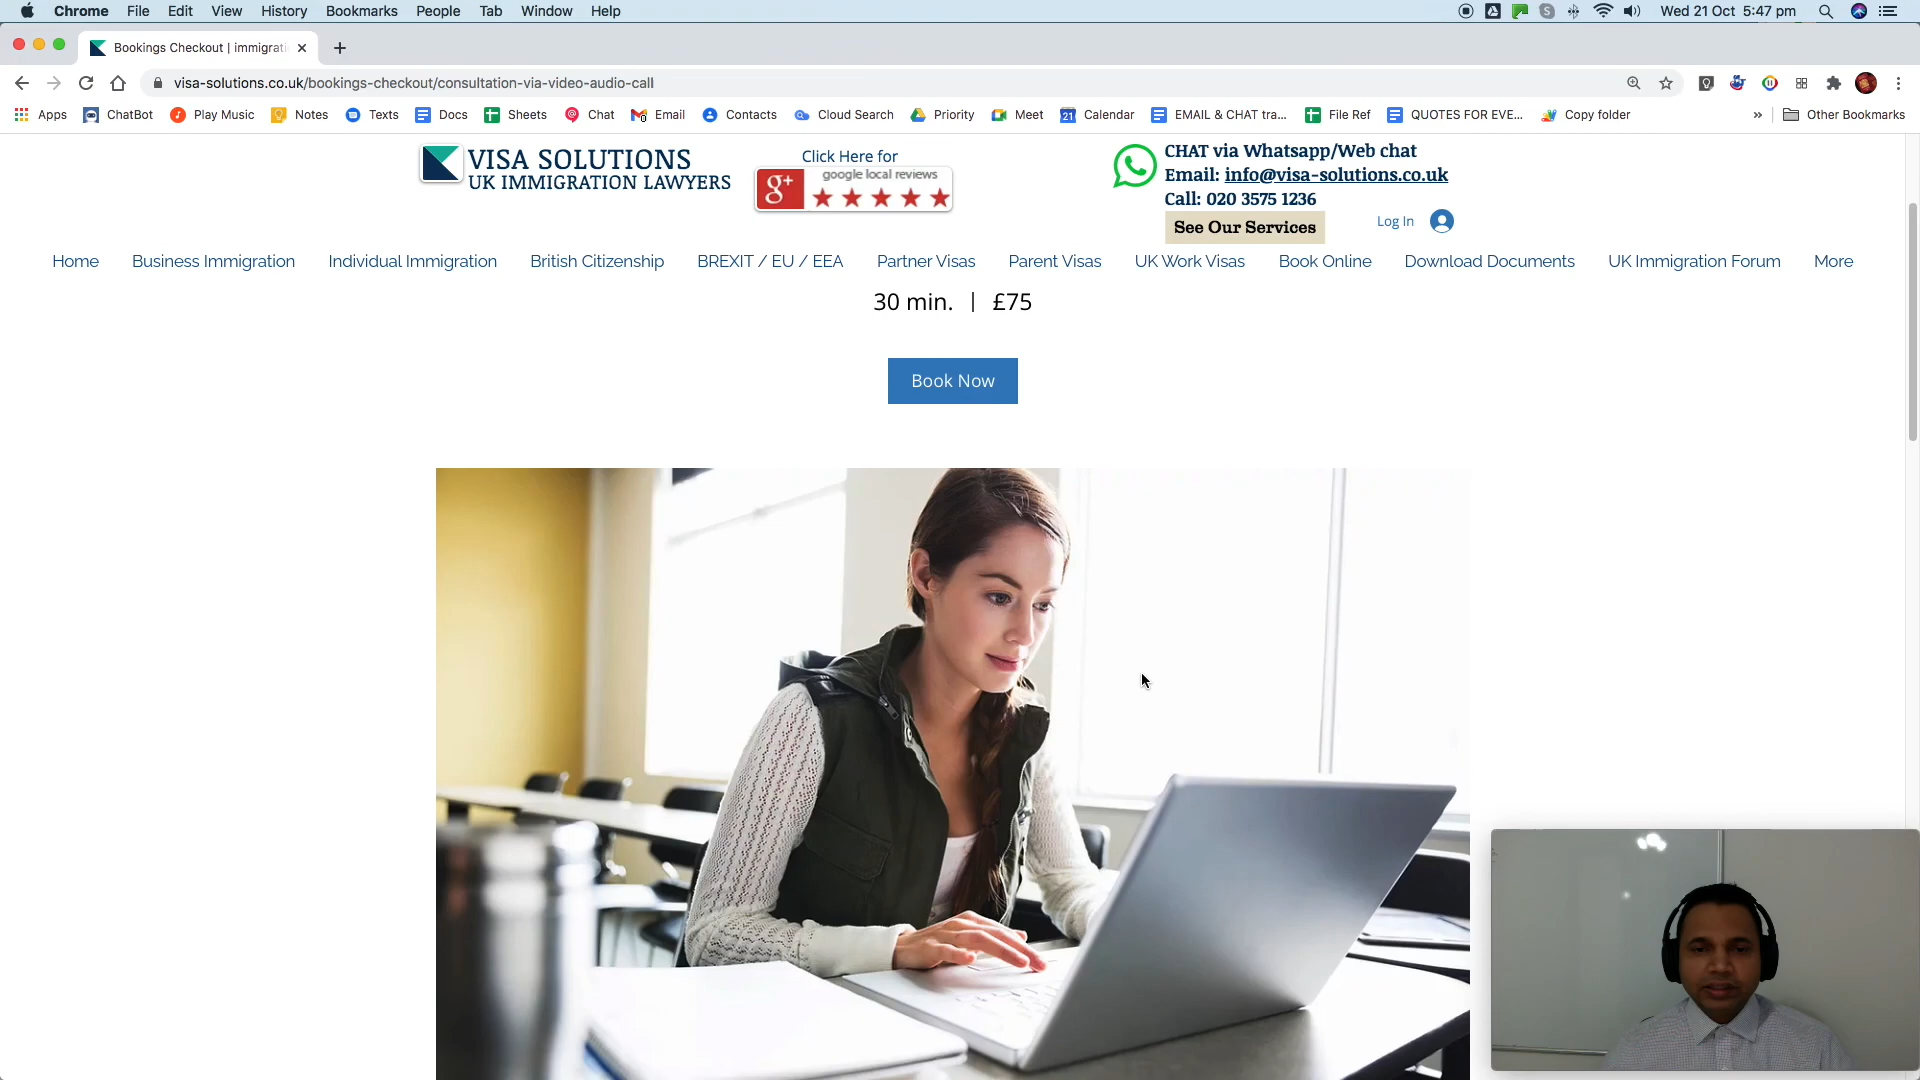 Chrome File Edit View History Bookmarks People Tab Window Help Wed 21 Oct 5:47 pm
Bookings Checkout | immigrati
visa-solutions.co.uk/bookings-checkout/consultation-via-video-audio-call
Apps ChatBot Play Music Notes Texts Docs Sheets Chat Email Contacts Cloud Search Priority Meet 21 Calendar EMAIL & CHAT tra... File Ref QUOTES FOR EVE... Copy folder » Other Bookmarks
VISA SOLUTIONS
UK IMMIGRATION LAWYERS
Click Here for
g+ google local reviews
CHAT via Whatsapp/Web chat
Email: info@visa-solutions.co.uk
Call: 020 3575 1236
See Our Services
Log In
Home Business Immigration Individual Immigration British Citizenship BREXIT / EU / EEA Partner Visas Parent Visas UK Work Visas Book Online Download Documents UK Immigration Forum More
30 min. | £75
Book Now